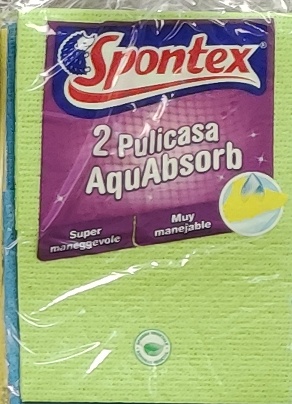 Spontex®
2 Pulicasa
AquAbsorb
Super
maneggevole
Muy
manejable